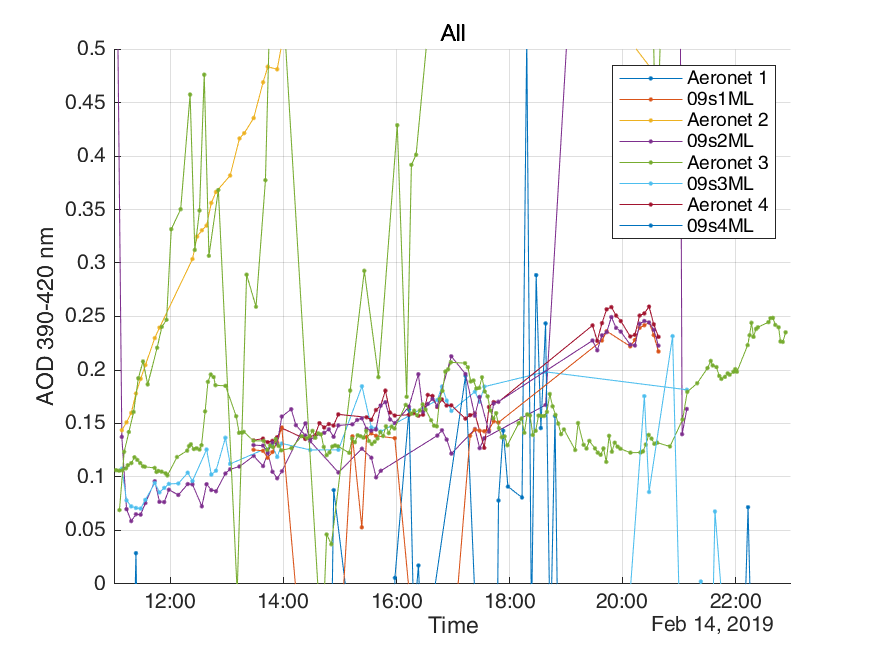 All
AOD 390-420 nm
0.5
0.45
0.4
0.35
0.3
0.25
0.2
0.15
0.1
0.05
0
Aeronet 1
09s1ML
Aeronet 2
09s2ML
Aeronet 3
09s3ML
Aeronet 4
09s4ML
12:00 14:00 16:00 18:00 20:00 22:00
Time
Feb 14, 2019